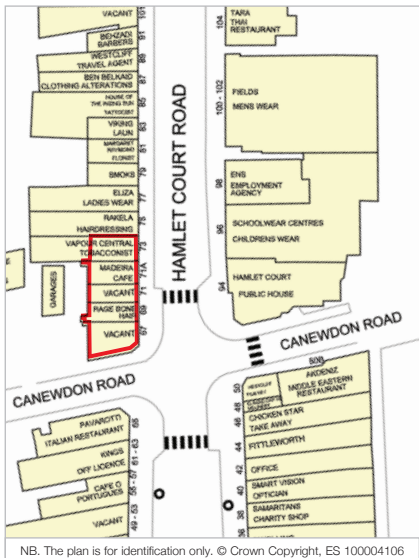 VACANT
101
BEHZADI
BARBERS
91
WESTCLIFF
TRAVEL AGENT
89
BEN BELKAID
CLOTHING ALTERATIONS
87
HOUSE OF
THE RISING SUN
TATTOOIST
85
VIKING
LAUN
83
MARGARET
RAYMOND
FLORIST
81
SMOKS
79
ELIZA
LADIES WEAR
77
RAKELA
HAIRDRESSING
75
VAPOUR CENTRAL
TOBACCONIST
73
MADEIRA
CAFE
71A
VACANT
71
RAGE BONE
HAIR
69
VACANT
67
GARAGES
HAMLET COURT ROAD
104
TARA
THAI
RESTAURANT
100 - 102
FIELDS
MENS WEAR
98
ENS
EMPLOYMENT
AGENCY
96
SCHOOLWEAR CENTRES
CHILDRENS WEAR
94
HAMLET COURT
PUBLIC HOUSE
CANEWDON ROAD
CANEWDON ROAD
50B
AKDENIZ
MIDDLE EASTERN
RESTAURANT
50
48
CHICKEN STAR
TAKE AWAY
46
FITTLEWORTH
44
OFFICE
42
SMART VISION
OPTICIAN
40
SAMARITANS
CHARITY SHOP
38
36
PAVAROTTI
ITALIAN RESTAURANT
65
KINGS
OFF LICENCE
61 - 63
CAFE O
PORTUGUES
55 - 57
VACANT
49 - 53
NB. The plan is for identification only. © Crown Copyright, ES 100004106